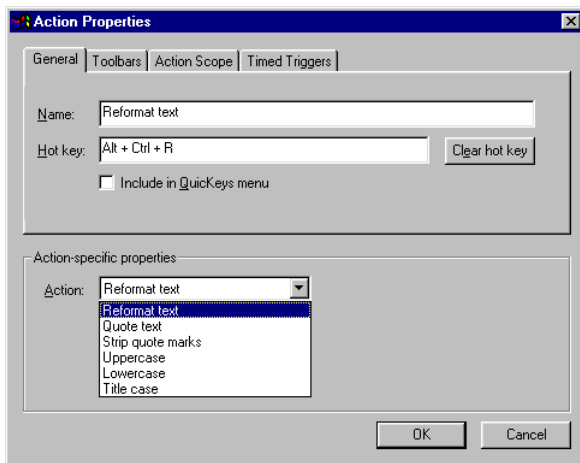 Action Properties
General Toolbars Action Scope Timed Triggers
Name: Reformat text
Hot key: Alt + Ctrl + R Clear hot key
Include in QuicKeys menu
Action-specific properties
Action: Reformat text
Reformat text
Quote text
Strip quote marks
Uppercase
Lowercase
Title case
OK Cancel